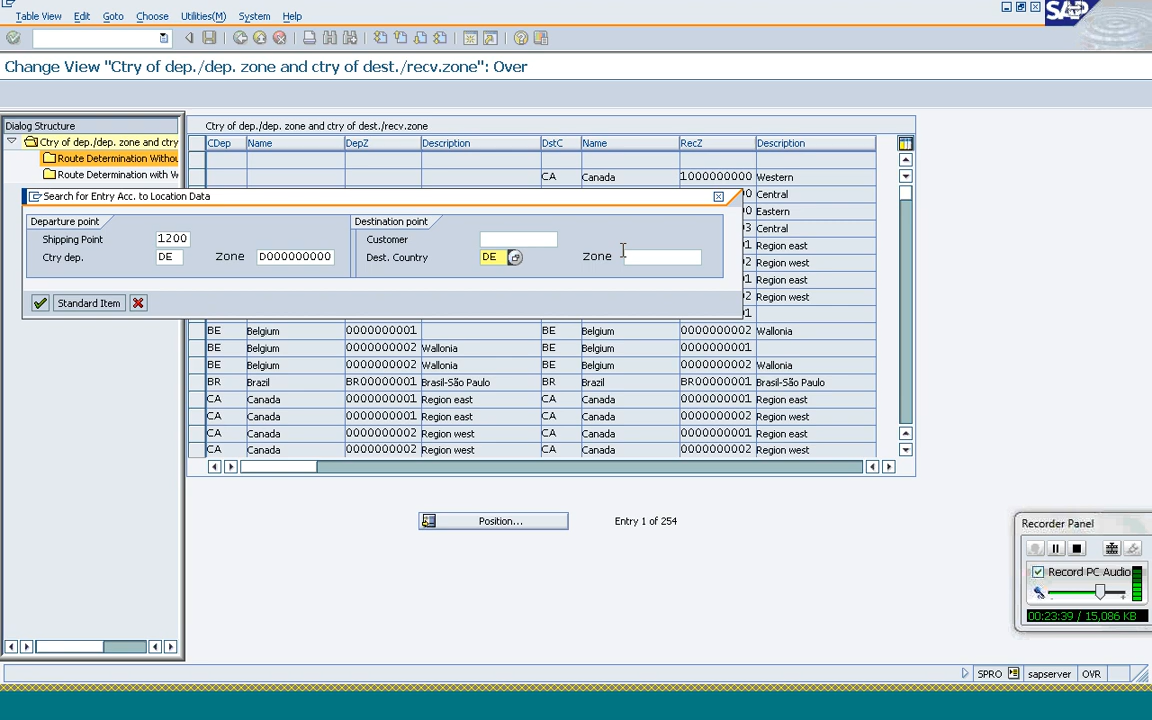 Table View Edit Goto Choose Utilities(M) System Help
SAP
Change View "Ctry of dep./dep. zone and ctry of dest./recv.zone": Over
Dialog Structure
Ctry of dep./dep. zone and ctry
Route Determination Withou
Route Determination with W
Ctry of dep./dep. zone and ctry of dest./recv.zone
CDep Name DepZ Description DstC Name RecZ Description
CA Canada 1000000000 Western
Search for Entry Acc. to Location Data
00 Central
Departure point Destination point
00 Eastern
Shipping Point 1200 Customer
03 Central
01 Region east
Ctry dep. DE Zone D000000000 Dest. Country DE Zone
02 Region west
01 Region east
Standard Item
02 Region west
01
BE Belgium 0000000001 BE Belgium 0000000002 Wallonia
BE Belgium 0000000002 Wallonia BE Belgium 0000000001
BE Belgium 0000000002 Wallonia BE Belgium 0000000002 Wallonia
BR Brazil BR00000001 Brasil-São Paulo BR Brazil BR00000001 Brasil-São Paulo
CA Canada 0000000001 Region east CA Canada 0000000001 Region east
CA Canada 0000000001 Region east CA Canada 0000000002 Region west
CA Canada 0000000002 Region west CA Canada 0000000001 Region east
CA Canada 0000000002 Region west CA Canada 0000000002 Region west
Position... Entry 1 of 254
Recorder Panel
Record PC Audio
00:23:39 / 15,086 KB
SPRO sapserver OVR